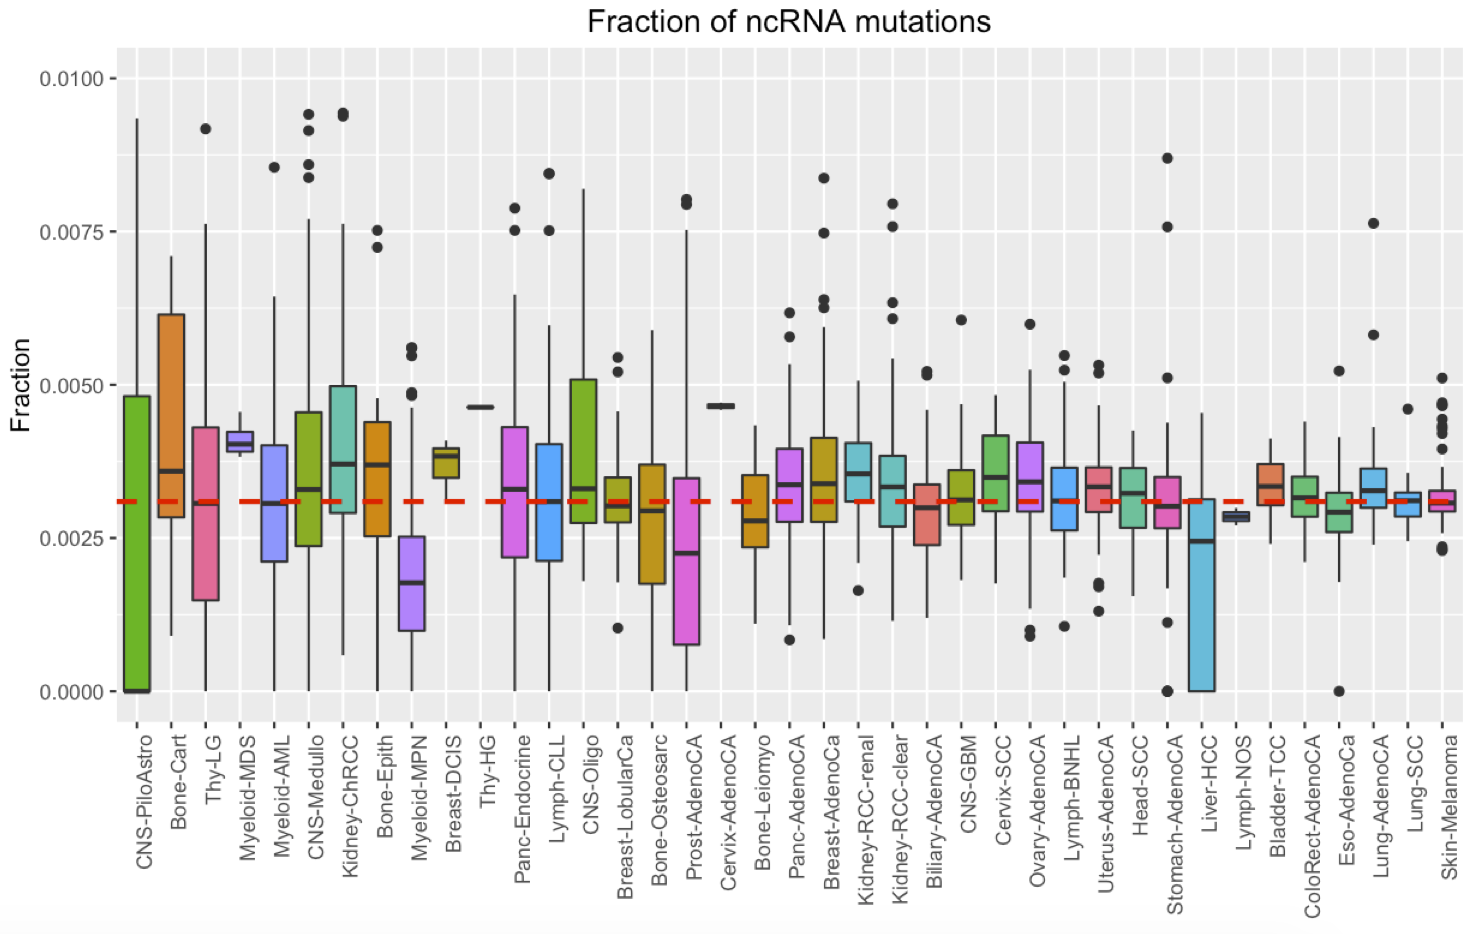 Fraction of ncRNA mutations
Fraction
0.0100
0.0075
0.0050
0.0025
0.0000
CNS-PiloAstro
Bone-Cart
Thy-LG
Myeloid-MDS
Myeloid-AML
CNS-Medullo
Kidney-ChRCC
Bone-Epith
Myeloid-MPN
Breast-DCIS
Thy-HG
Panc-Endocrine
Lymph-CLL
CNS-Oligo
Breast-LobularCa
Bone-Osteosarc
Prost-AdenoCA
Cervix-AdenoCA
Bone-Leiomyo
Panc-AdenoCA
Breast-AdenoCa
Kidney-RCC-renal
Kidney-RCC-clear
Biliary-AdenoCA
CNS-GBM
Cervix-SCC
Ovary-AdenoCA
Lymph-BNHL
Uterus-AdenoCA
Head-SCC
Stomach-AdenoCA
Liver-HCC
Lymph-NOS
Bladder-TCC
ColoRect-AdenoCA
Eso-AdenoCa
Lung-AdenoCA
Lung-SCC
Skin-Melanoma